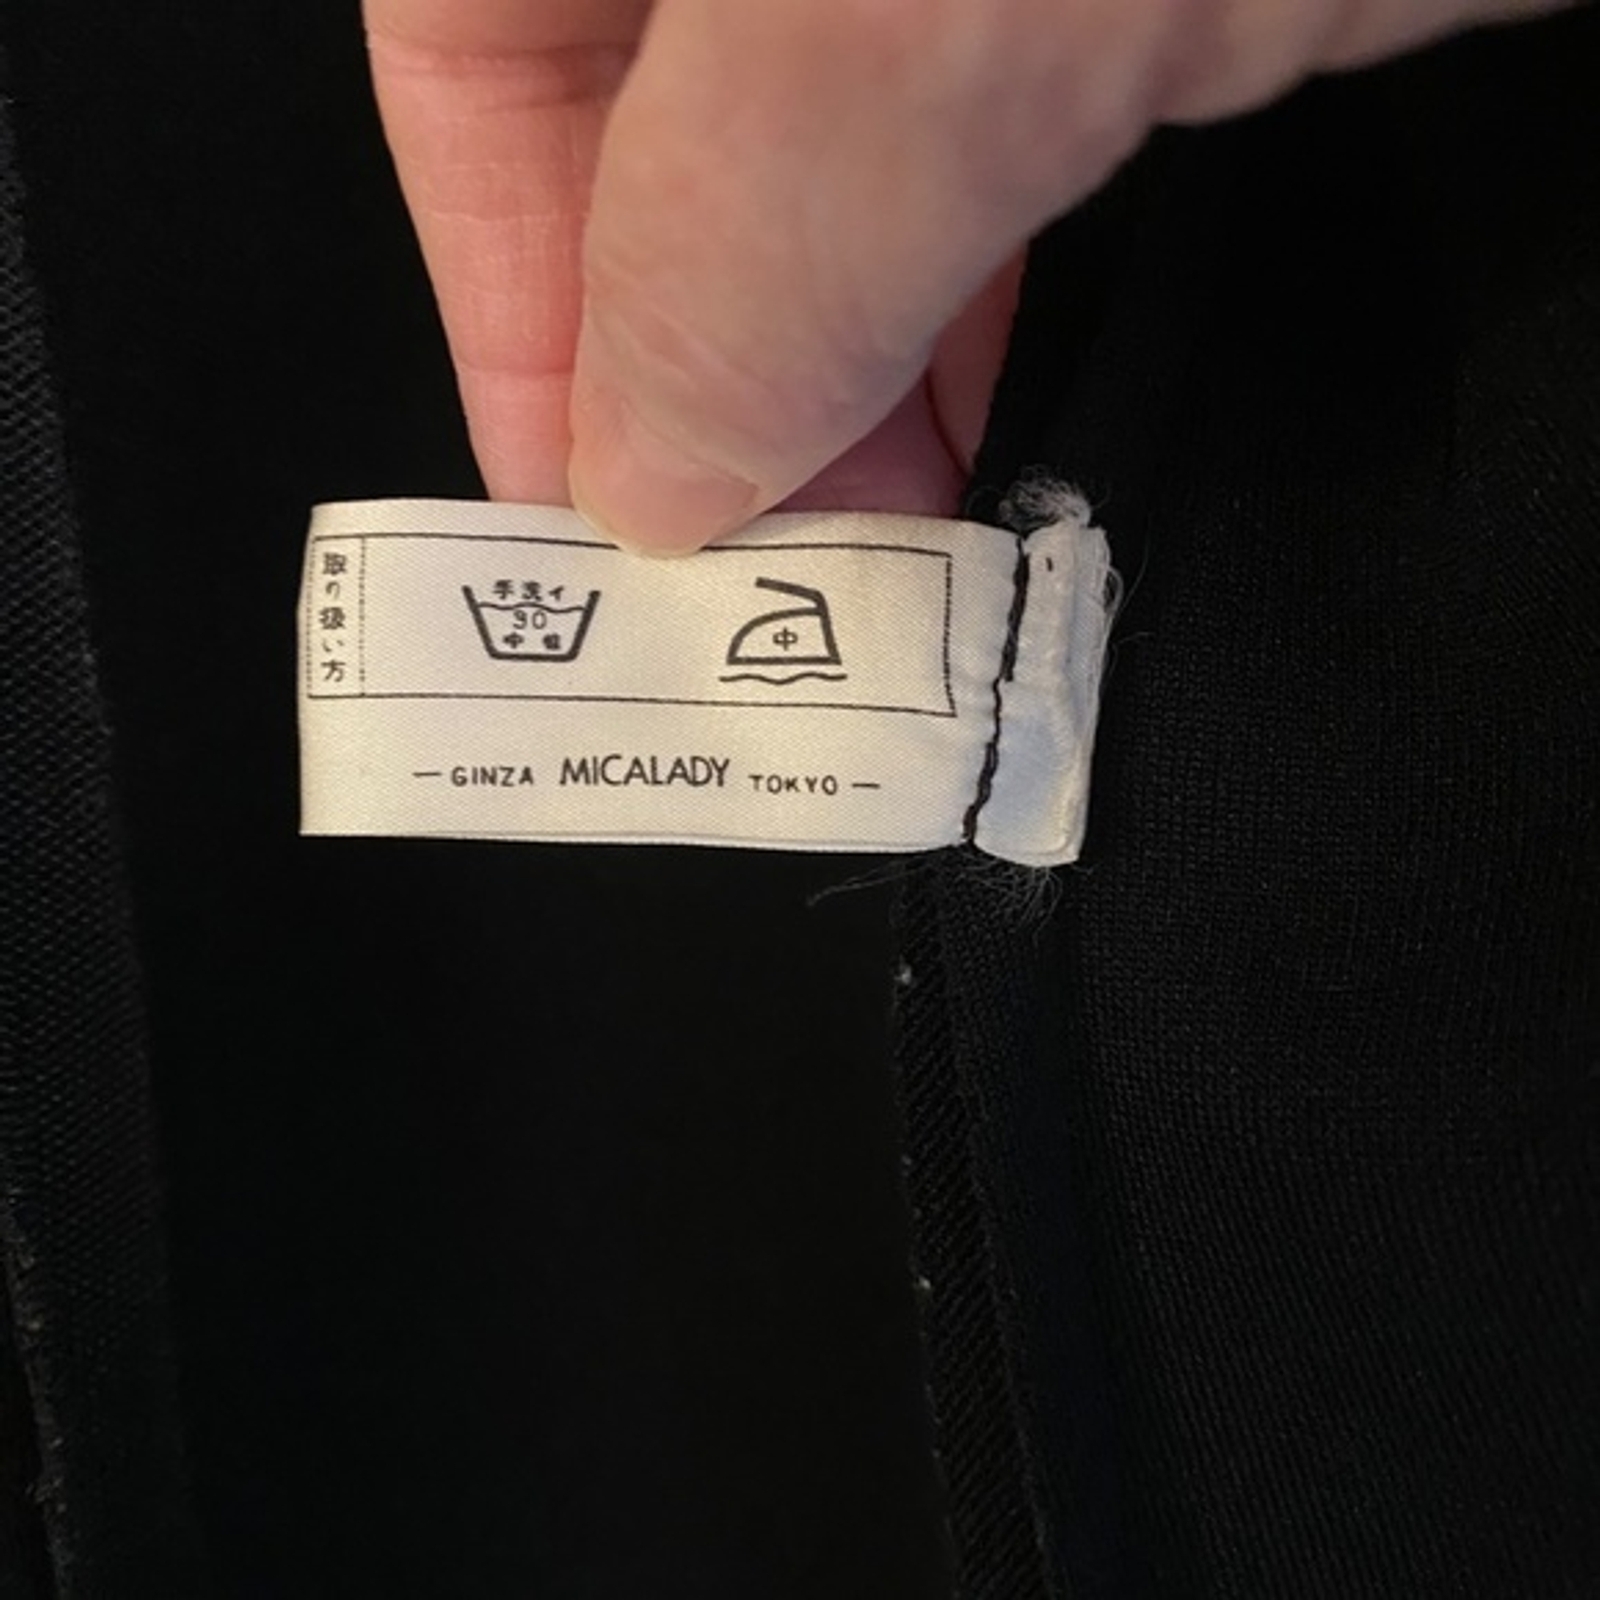 取り扱い方
手洗イ
30
中性
中
— GINZA MICALADY TOKYO —